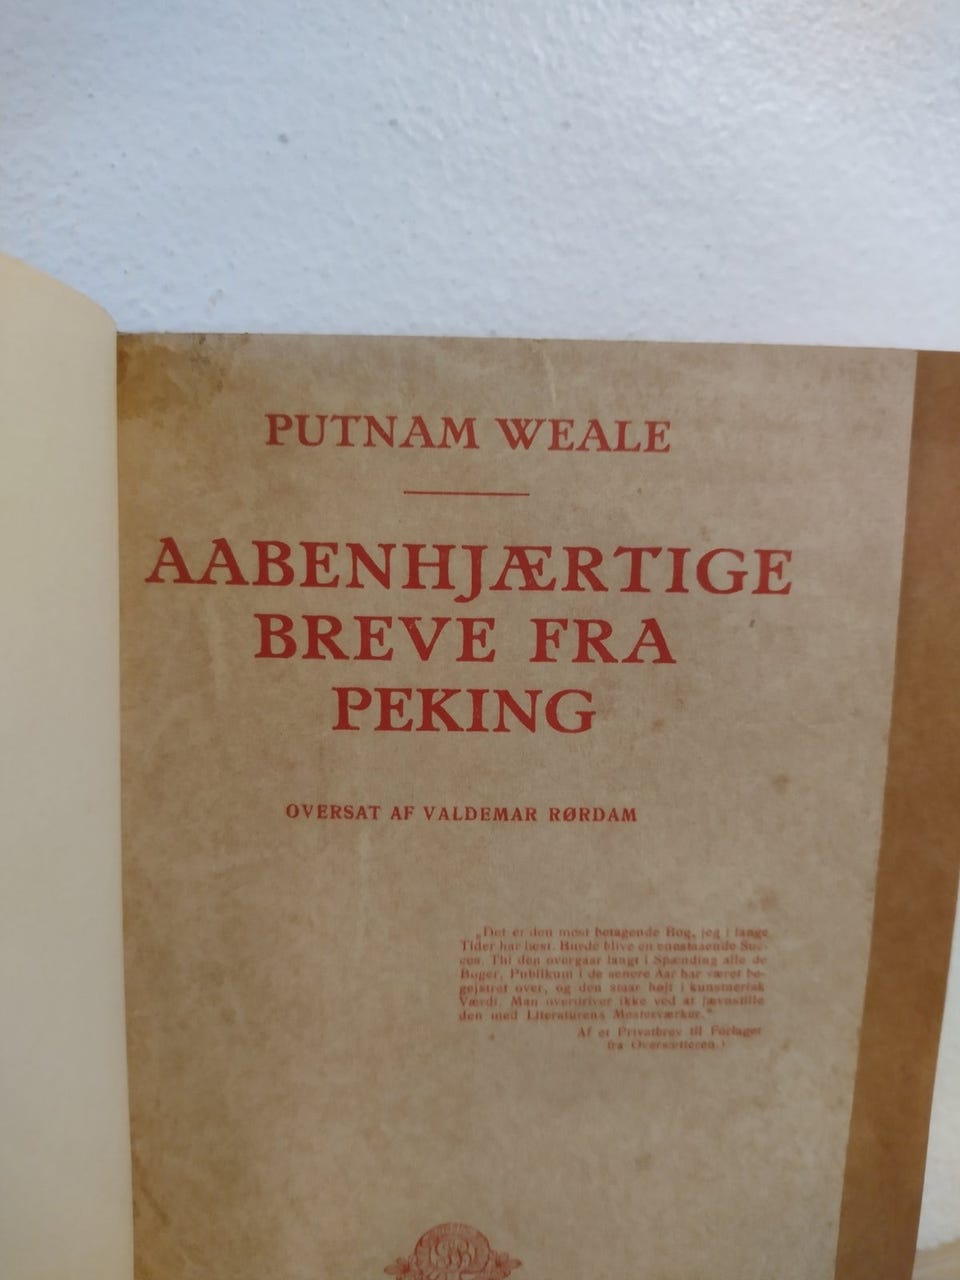 PUTNAM WEALE
AABENHJÆRTIGE
BREVE FRA
PEKING
OVERSAT AF VALDEMAR RØRDAM
„Det er den mest betagende Bog, jeg i lange
Tider har læst. Burde blive en enestaaende Suc-
ces. Thi den overgaar langt i Spænding alle de
Bøger, Publikum i de senere Aar har været be-
gejstret over, og den staar højt i kunstnerisk
Værdi. Man overdriver ikke ved at jævnstille
den med Literaturens Mesterværker."
Af et Privatbrev til Forlaget
fra Oversætteren.)